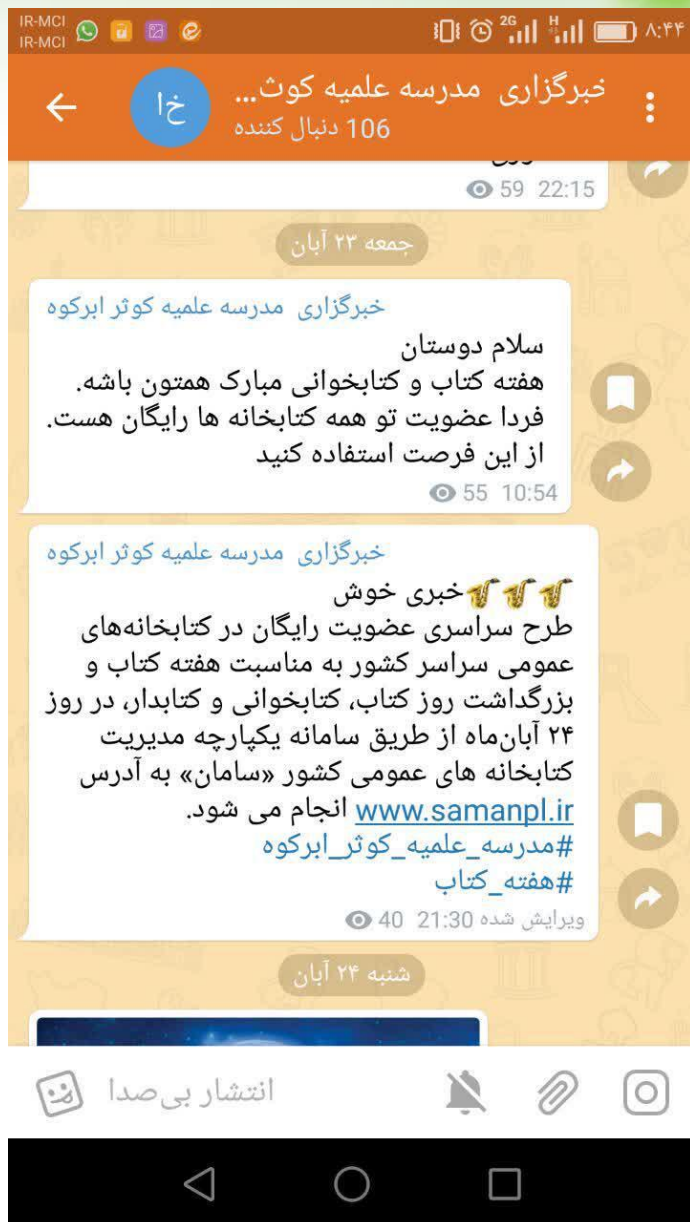 IR-MCI
IR-MCI
2G
H
۸:۴۴
خبرگزاری مدرسه علمیه کوث...
خ‌ا
106 دنبال کننده
59 22:15
جمعه ۲۳ آبان
خبرگزاری مدرسه علمیه کوثر ابرکوه
سلام دوستان
هفته کتاب و کتابخوانی مبارک همتون باشه.
فردا عضویت تو همه کتابخانه ها رایگان هست.
از این فرصت استفاده کنید
55 10:54
خبرگزاری مدرسه علمیه کوثر ابرکوه
🎷🎷🎷خبری خوش
طرح سراسری عضویت رایگان در کتابخانه‌های
عمومی سراسر کشور به مناسبت هفته کتاب و
بزرگداشت روز کتاب، کتابخوانی و کتابدار، در روز
۲۴ آبان‌ماه از طریق سامانه یکپارچه مدیریت
کتابخانه های عمومی کشور «سامان» به آدرس
www.samanpl.ir انجام می شود.
#مدرسه_علمیه_کوثر_ابرکوه
#هفته_کتاب
40 21:30 ویرایش شده
شنبه ۲۴ آبان
انتشار بی‌صدا